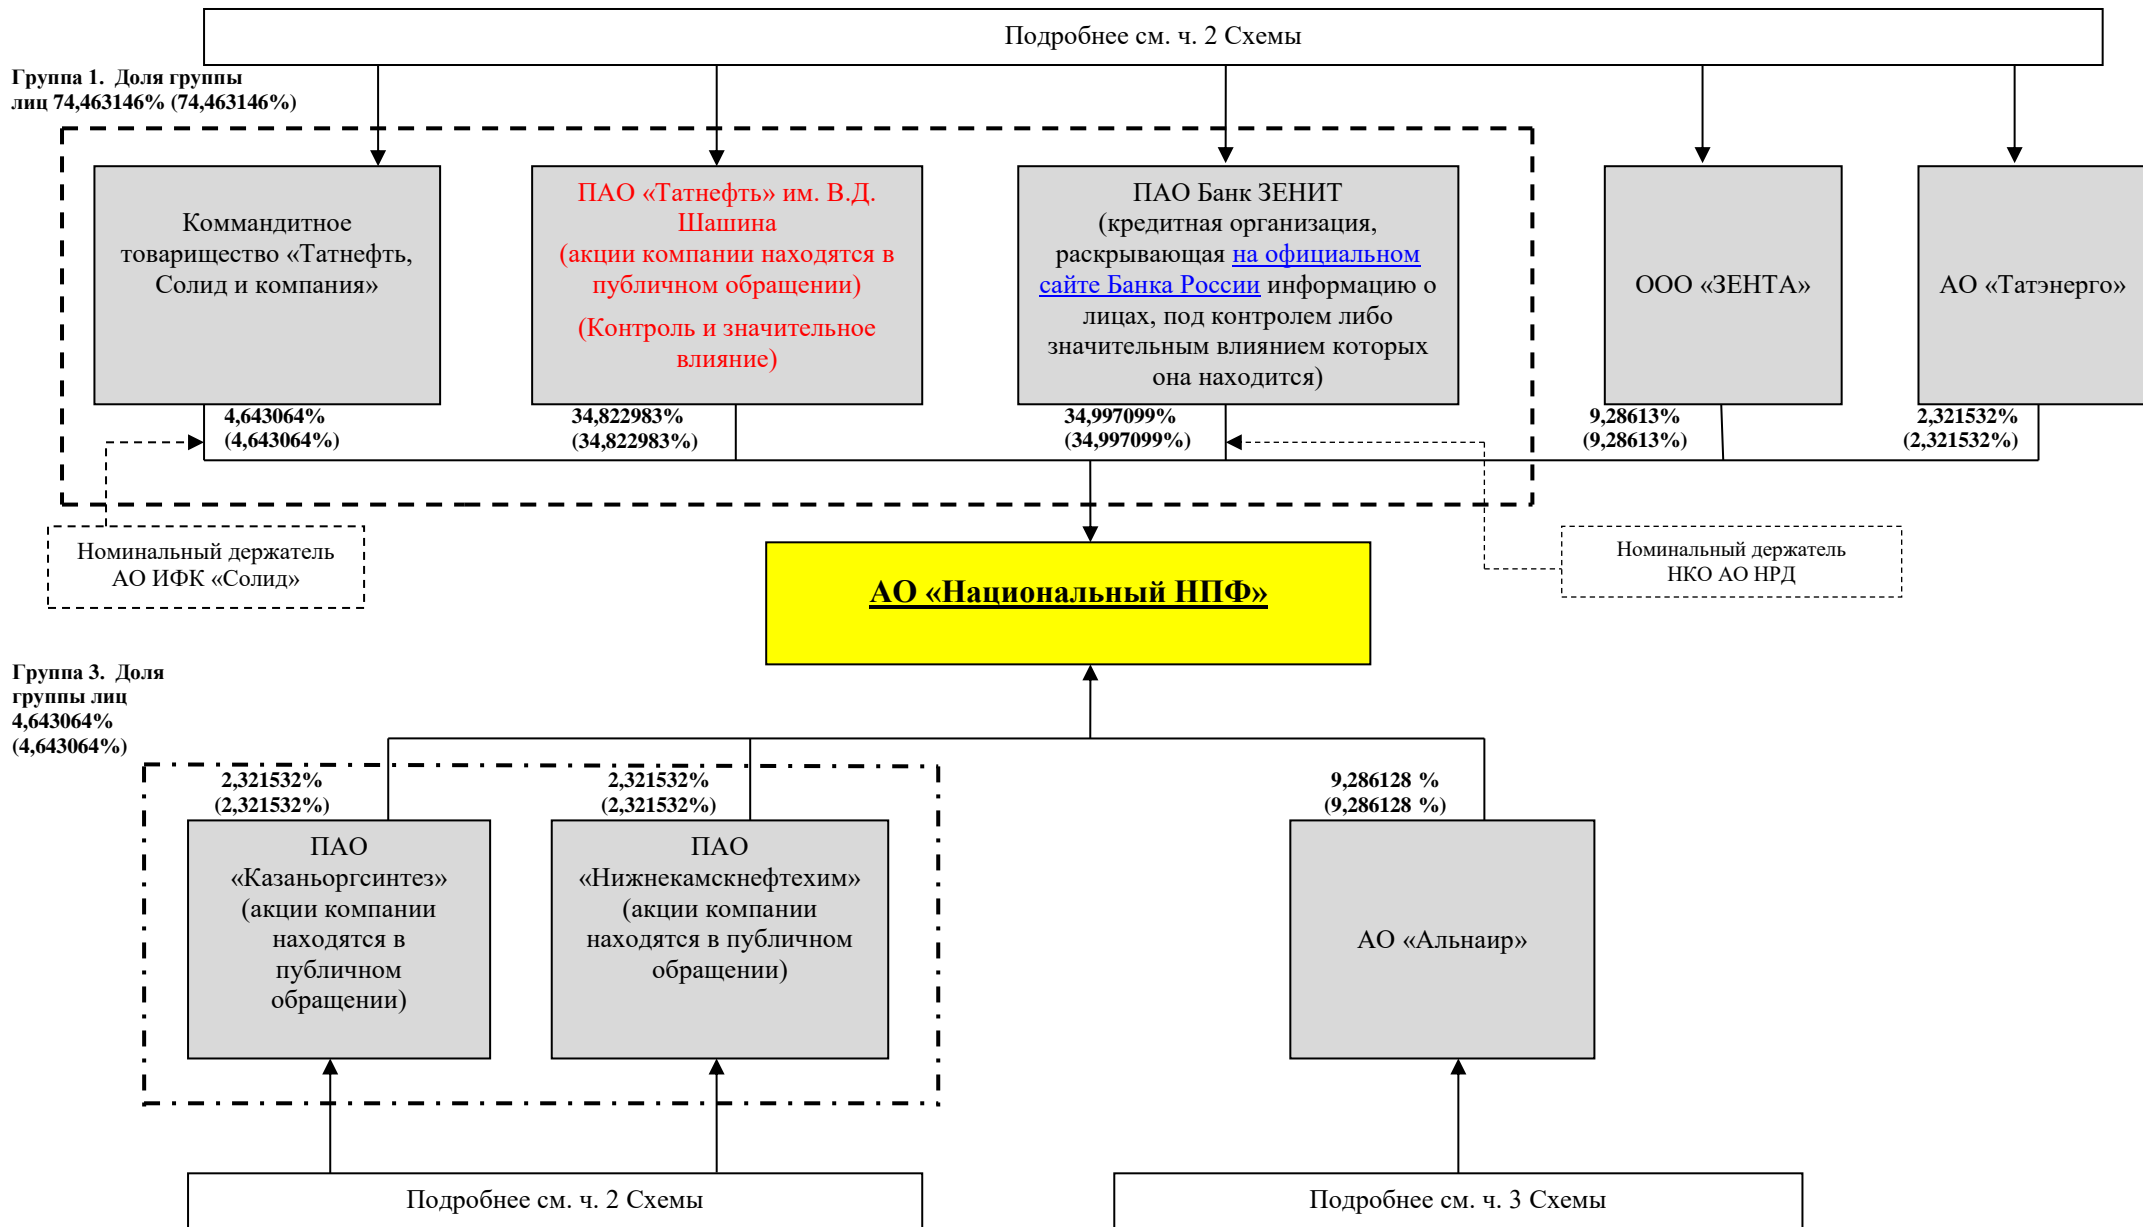 Подробнее см. ч. 2 Схемы
Группа 1.  Доля группы
лиц 74,463146% (74,463146%)
Коммандитное
товарищество «Татнефть,
Солид и компания»
ПАО «Татнефть» им. В.Д.
Шашина
(акции компании находятся в
публичном обращении)
(Контроль и значительное
влияние)
ПАО Банк ЗЕНИТ
(кредитная организация,
раскрывающая на официальном
сайте Банка России информацию о
лицах, под контролем либо
значительным влиянием которых
она находится)
ООО «ЗЕНТА»
АО «Татэнерго»
4,643064%
(4,643064%)
34,822983%
(34,822983%)
34,997099%
(34,997099%)
9,28613%
(9,28613%)
2,321532%
(2,321532%)
Номинальный держатель
АО ИФК «Солид»
АО «Национальный НПФ»
Номинальный держатель
НКО АО НРД
Группа 3.  Доля
группы лиц
4,643064%
(4,643064%)
2,321532%
(2,321532%)
2,321532%
(2,321532%)
9,286128 %
(9,286128 %)
ПАО
«Казаньоргсинтез»
(акции компании
находятся в
публичном
обращении)
ПАО
«Нижнекамскнефтехим»
(акции компании
находятся в публичном
обращении)
АО «Альнаир»
Подробнее см. ч. 2 Схемы
Подробнее см. ч. 3 Схемы